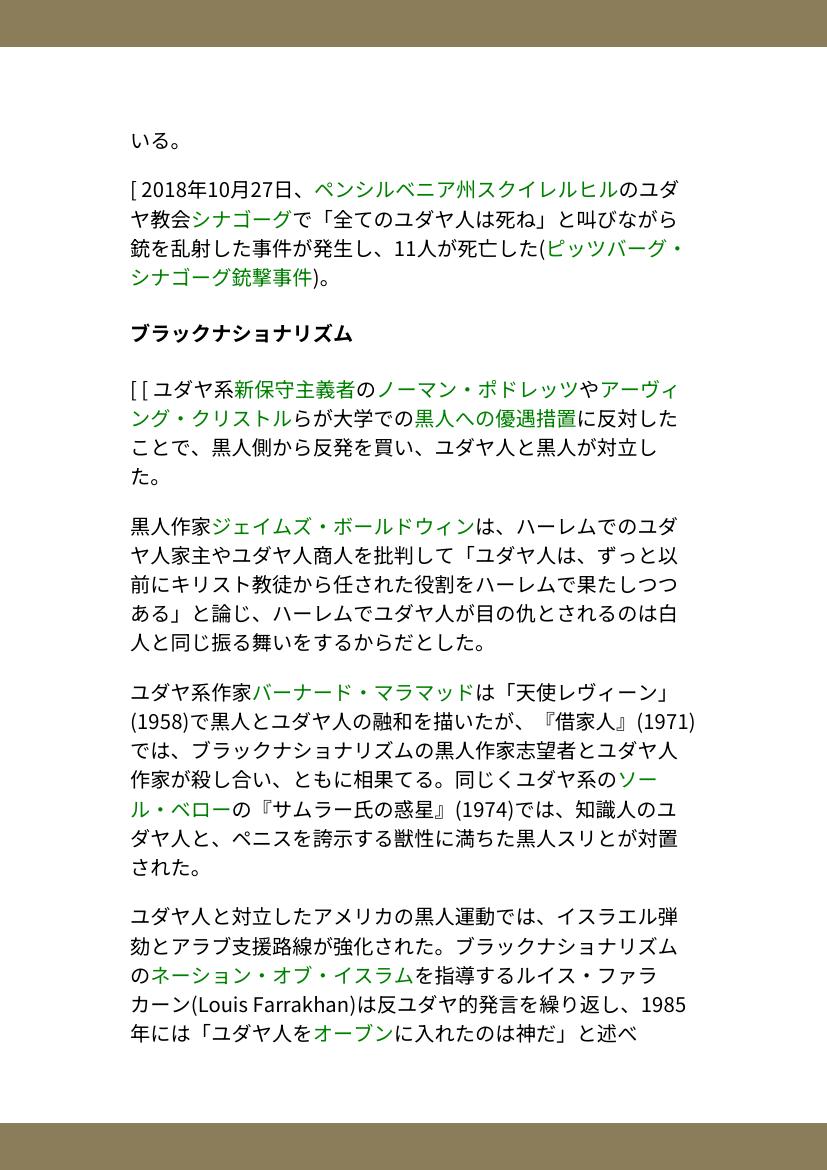 いる。
[ 2018年10月27日、ペンシルベニア州スクイレルヒルのユダ
ヤ教会シナゴーグで「全てのユダヤ人は死ね」と叫びながら
銃を乱射した事件が発生し、11人が死亡した(ピッツバーグ・
シナゴーグ銃撃事件)。
ブラックナショナリズム
[ [ ユダヤ系新保守主義者のノーマン・ポドレッツやアーヴィ
ング・クリストルらが大学での黒人への優遇措置に反対した
ことで、黒人側から反発を買い、ユダヤ人と黒人が対立し
た。
黒人作家ジェイムズ・ボールドウィンは、ハーレムでのユダ
ヤ人家主やユダヤ人商人を批判して「ユダヤ人は、ずっと以
前にキリスト教徒から任された役割をハーレムで果たしつつ
ある」と論じ、ハーレムでユダヤ人が目の仇とされるのは白
人と同じ振る舞いをするからだとした。
ユダヤ系作家バーナード・マラマッドは「天使レヴィーン」
(1958)で黒人とユダヤ人の融和を描いたが、『借家人』(1971)
では、ブラックナショナリズムの黒人作家志望者とユダヤ人
作家が殺し合い、ともに相果てる。同じくユダヤ系のソー
ル・ベローの『サムラー氏の惑星』(1974)では、知識人のユ
ダヤ人と、ペニスを誇示する獣性に満ちた黒人スリとが対置
された。
ユダヤ人と対立したアメリカの黒人運動では、イスラエル弾
劾とアラブ支援路線が強化された。ブラックナショナリズム
のネーション・オブ・イスラムを指導するルイス・ファラ
カーン(Louis Farrakhan)は反ユダヤ的発言を繰り返し、1985
年には「ユダヤ人をオーブンに入れたのは神だ」と述べ